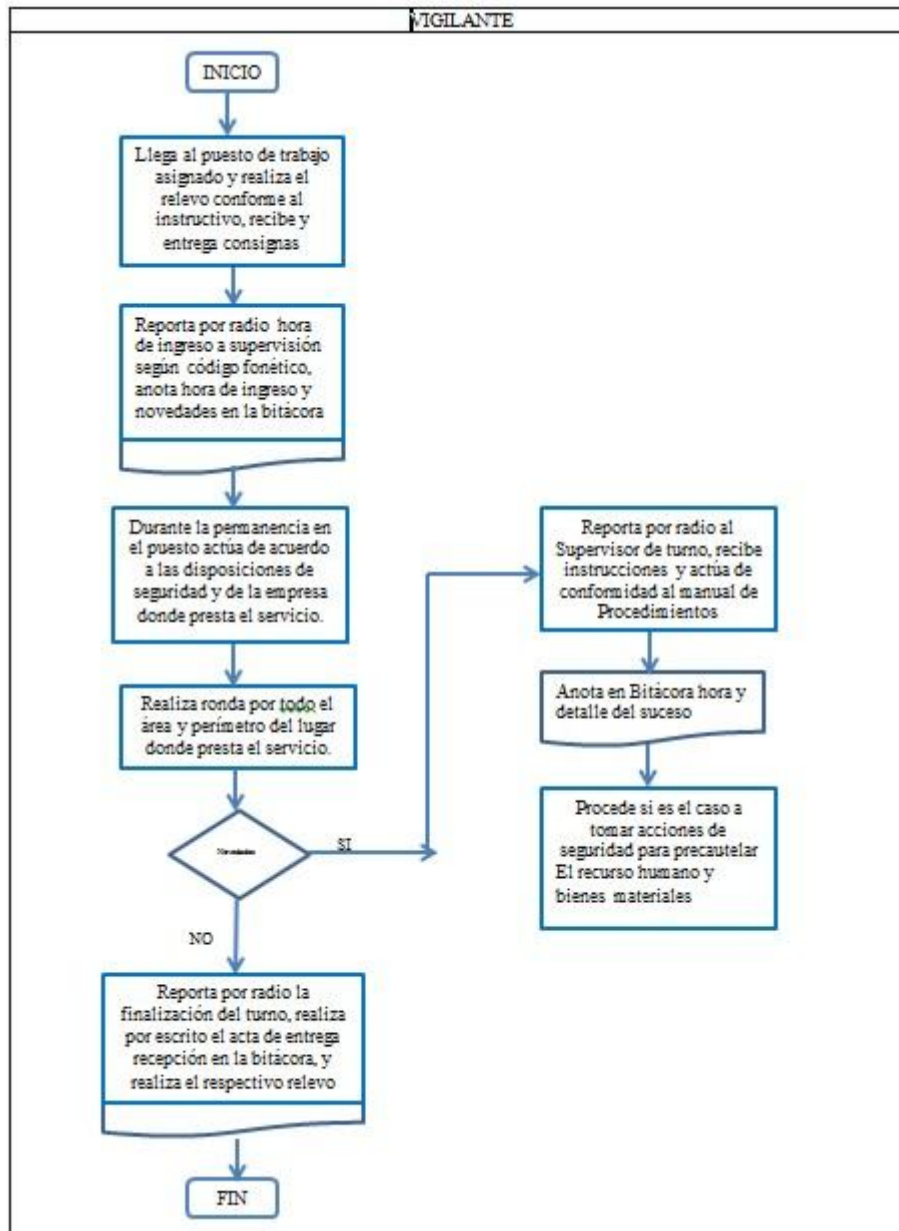 VIGILANTE
INICIO
Llega al puesto de trabajo
asignado y realiza el
relevo conforme al
instructivo, recibe y
entrega consignas
Reporta por radio hora
de ingreso a supervisión
según código fonético,
anota hora de ingreso y
novedades en la bitácora
Durante la permanencia en
el puesto actúa de acuerdo
a las disposiciones de
seguridad y de la empresa
donde presta el servicio.
Realiza ronda por todo el
área y perímetro del lugar
donde presta el servicio.
Novedades
SI
NO
Reporta por radio la
finalización del turno, realiza
por escrito el acta de entrega
recepción en la bitácora, y
realiza el respectivo relevo
FIN
Reporta por radio al
Supervisor de turno, recibe
instrucciones y actúa de
conformidad al manual de
Procedimientos
Anota en Bitácora hora y
detalle del suceso
Procede si es el caso a
tomar acciones de
seguridad para precautelar
El recurso humano y
bienes materiales